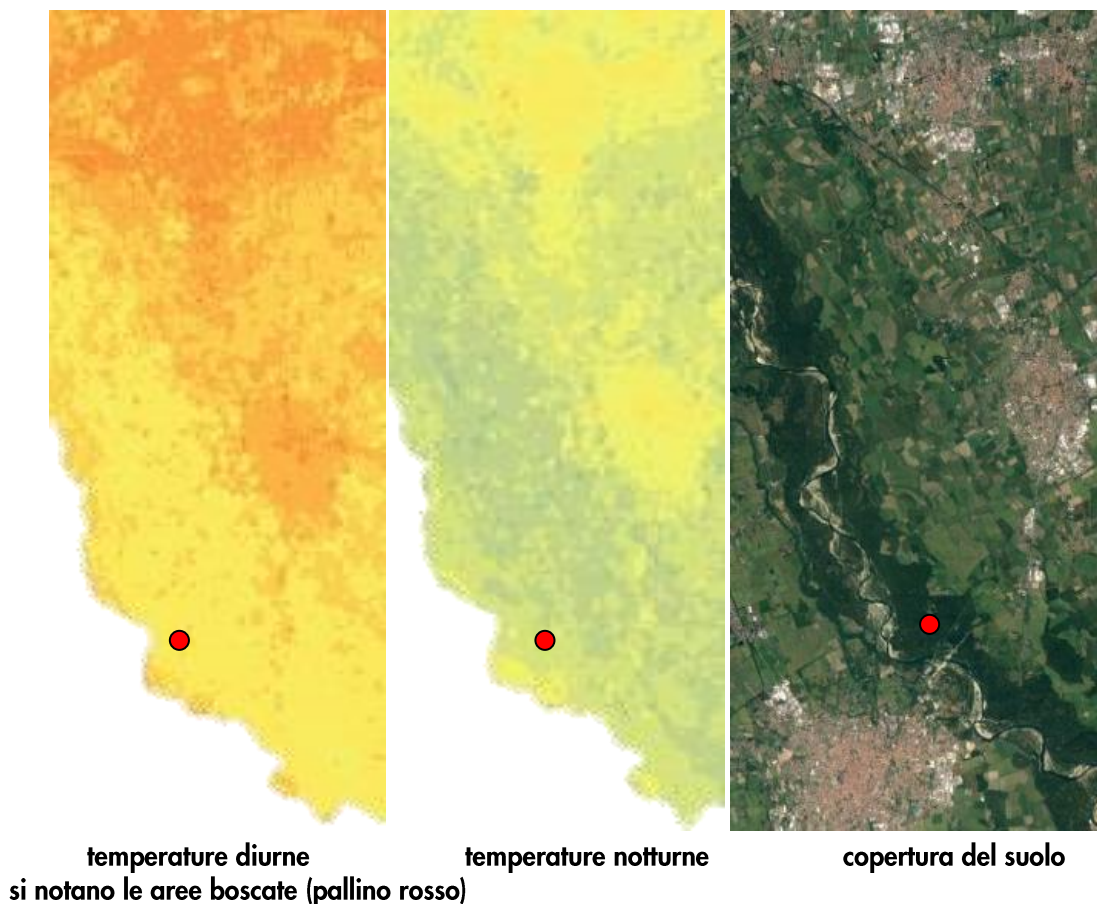 temperature diurne
temperature notturne
copertura del suolo
si notano le aree boscate (pallino rosso)